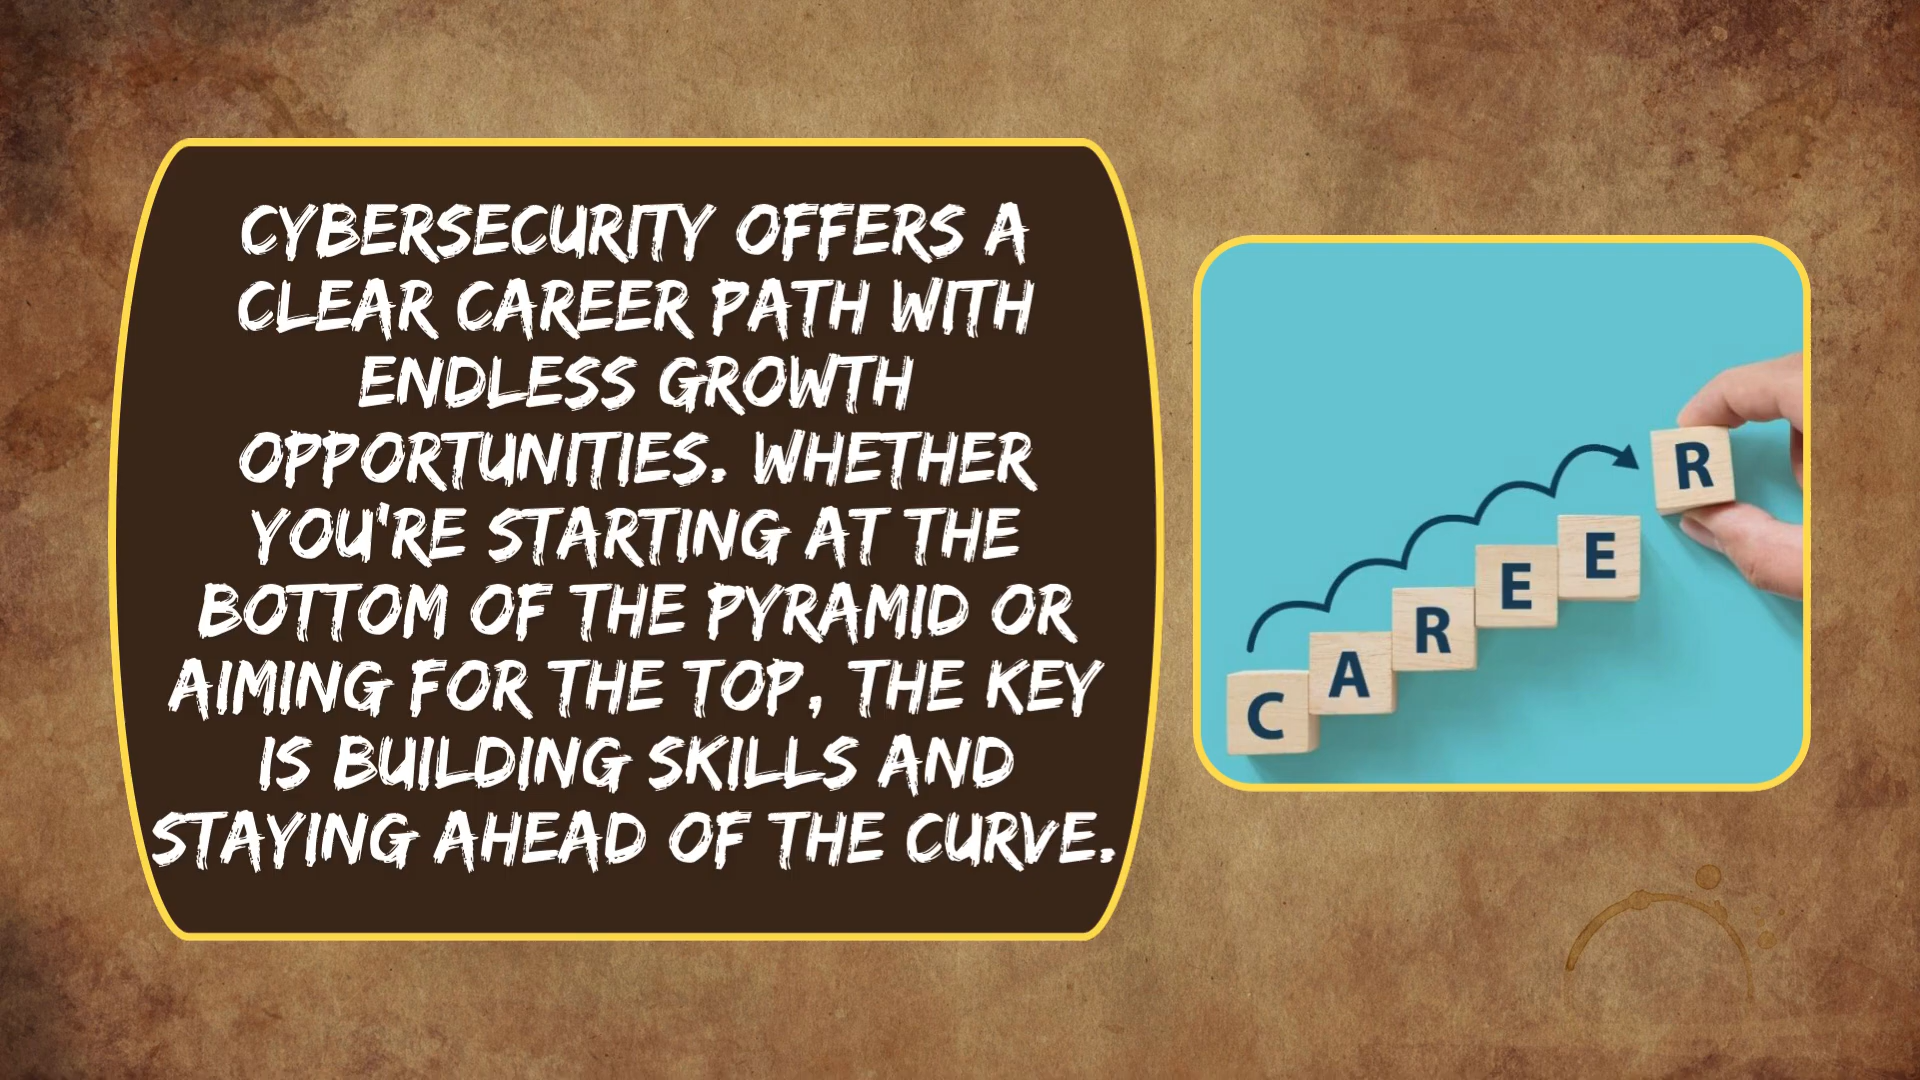 CYBERSECURITY OFFERS A
CLEAR CAREER PATH WITH
ENDLESS GROWTH
OPPORTUNITIES. WHETHER
YOU'RE STARTING AT THE
BOTTOM OF THE PYRAMID OR
AIMING FOR THE TOP, THE KEY
IS BUILDING SKILLS AND
STAYING AHEAD OF THE CURVE.
CAREER